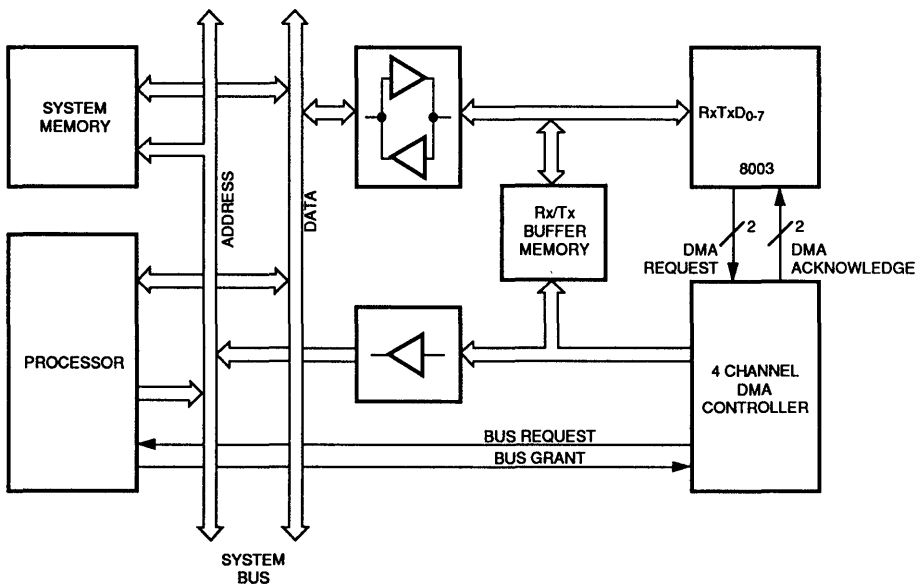 SYSTEM
MEMORY
ADDRESS
DATA
RxTxD0-7
8003
Rx/Tx
BUFFER
MEMORY
2
DMA
REQUEST
2
DMA
ACKNOWLEDGE
PROCESSOR
4 CHANNEL
DMA
CONTROLLER
BUS REQUEST
BUS GRANT
SYSTEM
BUS